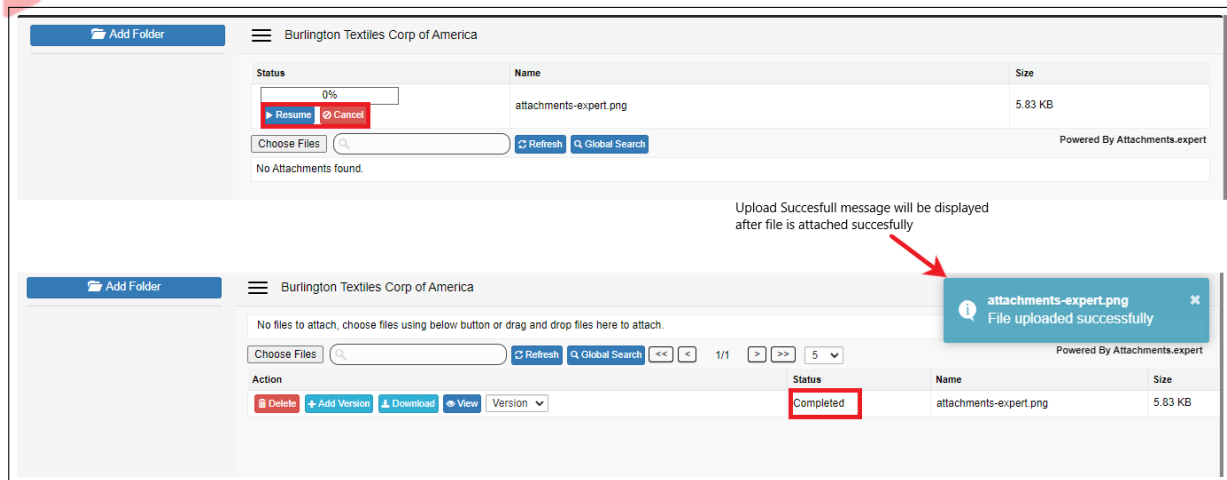 Add Folder
Burlington Textiles Corp of America
Status Name Size
0%
Resume Cancel
attachments-expert.png
5.83 KB
Choose Files Refresh Global Search Powered By Attachments.expert
No Attachments found.
Upload Succesfull message will be displayed
after file is attached succesfully
Add Folder
Burlington Textiles Corp of America
attachments-expert.png
File uploaded successfully
No files to attach, choose files using below button or drag and drop files here to attach.
Choose Files Refresh Global Search << < 1/1 > >> 5 Powered By Attachments.expert
Action Status Name Size
Delete + Add Version Download View Version Completed attachments-expert.png 5.83 KB